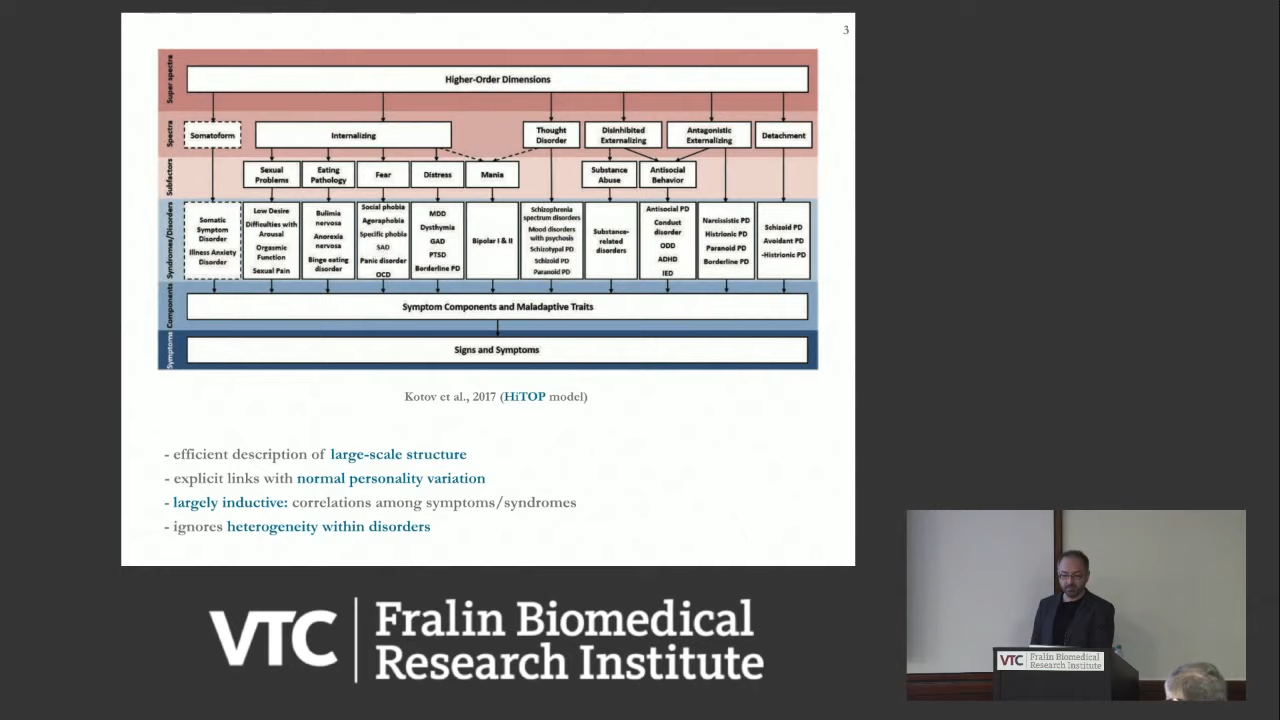 3
Super spectra
Higher-Order Dimensions
Spectra
Somatoform
Internalizing
Thought
Disorder
Disinhibited
Externalizing
Antagonistic
Externalizing
Detachment
Subfactors
Sexual
Problems
Eating
Pathology
Fear
Distress
Mania
Substance
Abuse
Antisocial
Behavior
Syndromes/Disorders
Somatic
Symptom
Disorder
Illness Anxiety
Disorder
Low Desire
Difficulties with
Arousal
Orgasmic
Function
Sexual Pain
Bulimia
nervosa
Anorexia
nervosa
Binge eating
disorder
Social phobia
Agoraphobia
Specific phobia
SAD
Panic disorder
OCD
MDD
Dysthymia
GAD
PTSD
Borderline PD
Bipolar I & II
Schizophrenia
spectrum disorders
Mood disorders
with psychosis
Schizotypal PD
Schizoid PD
Paranoid PD
Substance-
related
disorders
Antisocial PD
Conduct
disorder
ODD
ADHD
IED
Narcissistic PD
Histrionic PD
Paranoid PD
Borderline PD
Schizoid PD
Avoidant PD
-Histrionic PD
Components
Symptom Components and Maladaptive Traits
Symptoms
Signs and Symptoms
Kotov et al., 2017 (HiTOP model)
- efficient description of large-scale structure
- explicit links with normal personality variation
- largely inductive: correlations among symptoms/syndromes
- ignores heterogeneity within disorders
VTC
Fralin Biomedical
Research Institute
VTC
Fralin Biomedical
Research Institute